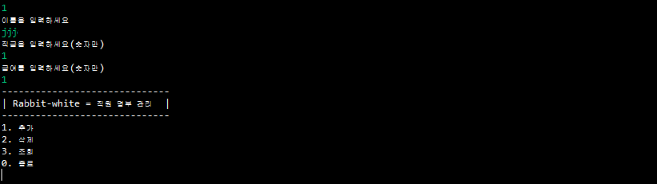 1
이름을 입력하세요
jjj
직급을 입력하세요(숫자만)
1
급여를 입력하세요(숫자만)
1
------------------------------
| Rabbit-white = 직원 명부 관리  |
------------------------------
1. 추가
2. 삭제
3. 조회
0. 종료